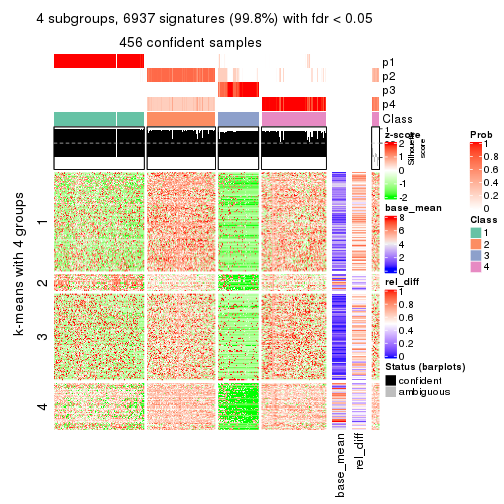 4 subgroups, 6937 signatures (99.8%) with fdr < 0.05
456 confident samples
p1
p2
p3
p4
Class
1
Silhouette
score
z-score
2
1
0
-1
-2
base_mean
8
6
4
2
0
rel_diff
1
0.8
0.6
0.4
0.2
0
Status (barplots)
confident
ambiguous
Prob
1
0.8
0.6
0.4
0.2
0
Class
1
2
3
4
k-means with 4 groups
1
2
3
4
base_mean
rel_diff